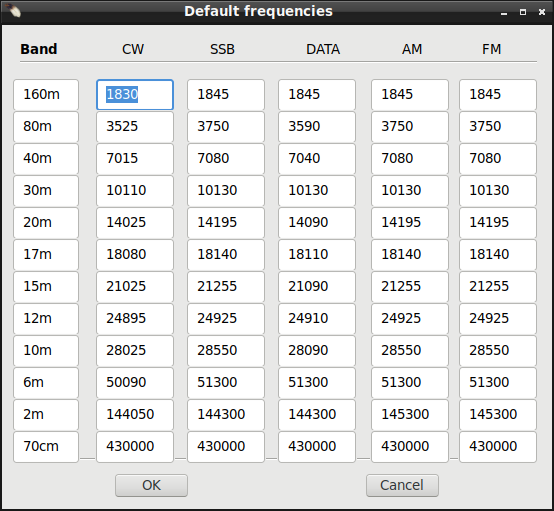 Default frequencies
Band CW SSB DATA AM FM
160m 1830 1845 1845 1845 1845
80m 3525 3750 3590 3750 3750
40m 7015 7080 7040 7080 7080
30m 10110 10130 10130 10130 10130
20m 14025 14195 14090 14195 14195
17m 18080 18140 18110 18140 18140
15m 21025 21255 21090 21255 21255
12m 24895 24925 24910 24925 24925
10m 28025 28550 28090 28550 28550
6m 50090 51300 51300 51300 51300
2m 144050 144300 144300 145300 145300
70cm 430000 430000 430000 430000 430000
OK Cancel